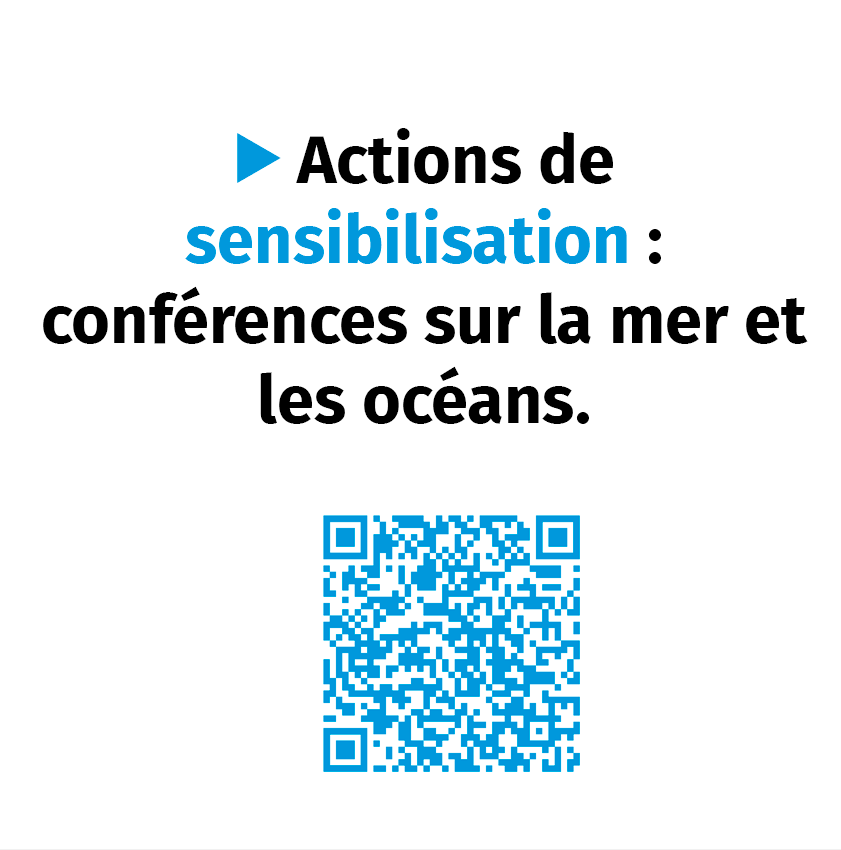 ▶ Actions de
sensibilisation :
conférences sur la mer et
les océans.